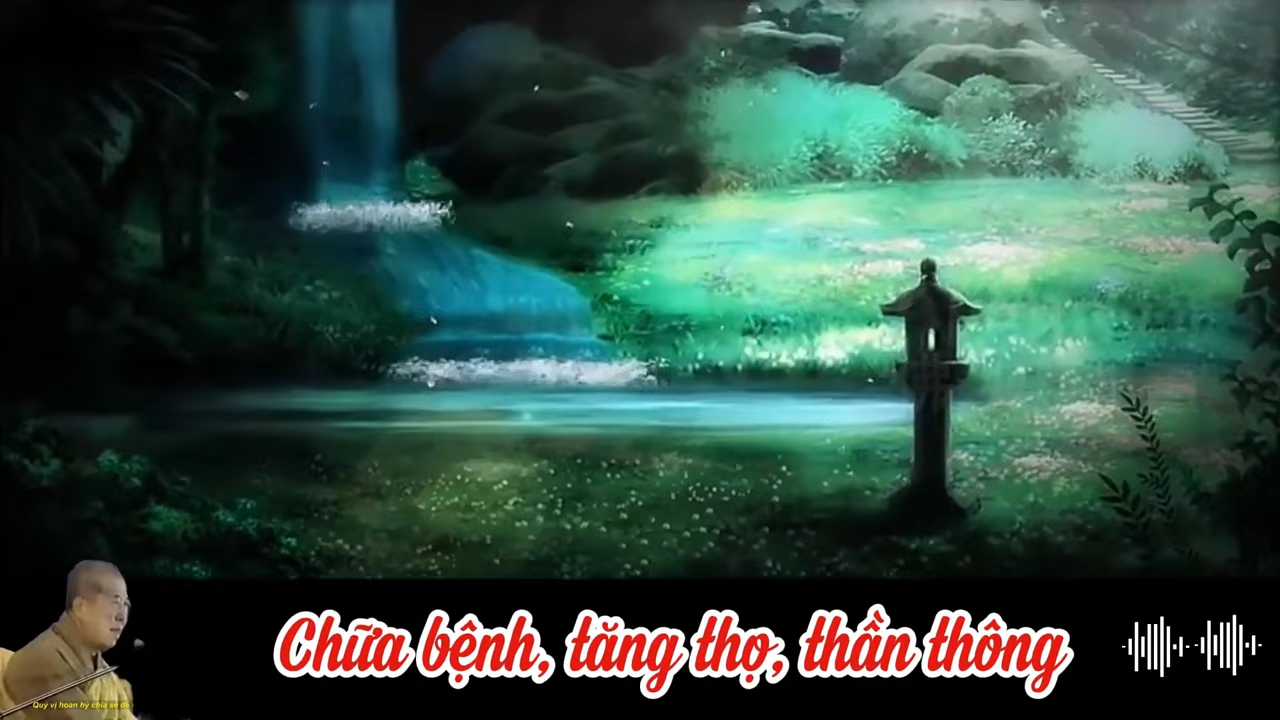 Chữa bệnh, tăng thọ, thần thông
Quý vị hoan hỷ chia sẻ để